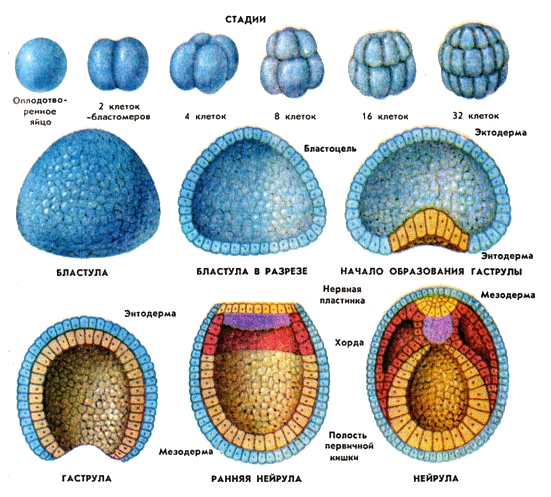 СТАДИИ
Оплодотво-
ренное
яйцо
2 клеток
-бластомеров
4 клеток
8 клеток
16 клеток
32 клеток
Эктодерма
Бластоцель
Энтодерма
БЛАСТУЛА
БЛАСТУЛА В РАЗРЕЗЕ
НАЧАЛО ОБРАЗОВАНИЯ ГАСТРУЛЫ
Энтодерма
Нервная
пластинка
Мезодерма
Хорда
Мезодерма
Полость
первичной
кишки
ГАСТРУЛА
РАННЯЯ НЕЙРУЛА
НЕЙРУЛА